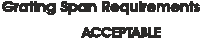 Grating Span Requirements
ACCEPTABLE